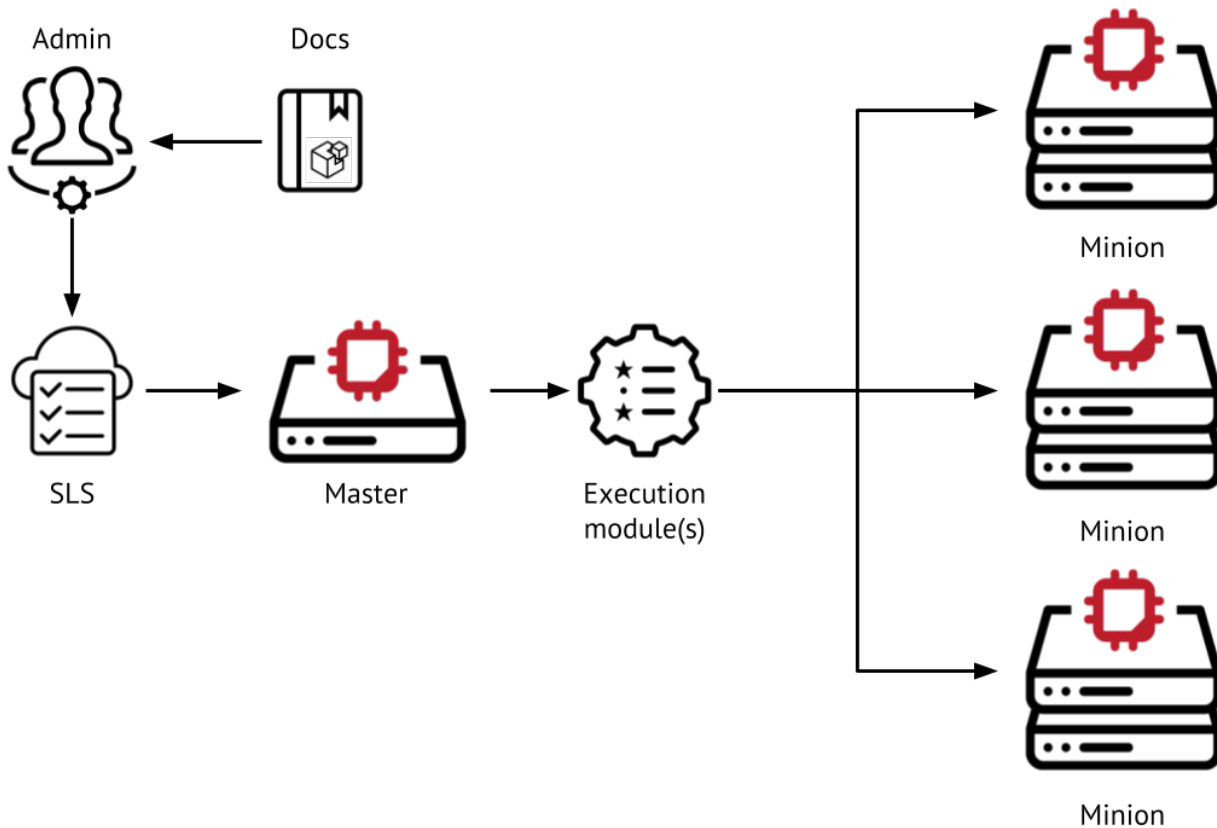 Admin
Docs
Minion
SLS
Master
Execution
module(s)
Minion
Minion